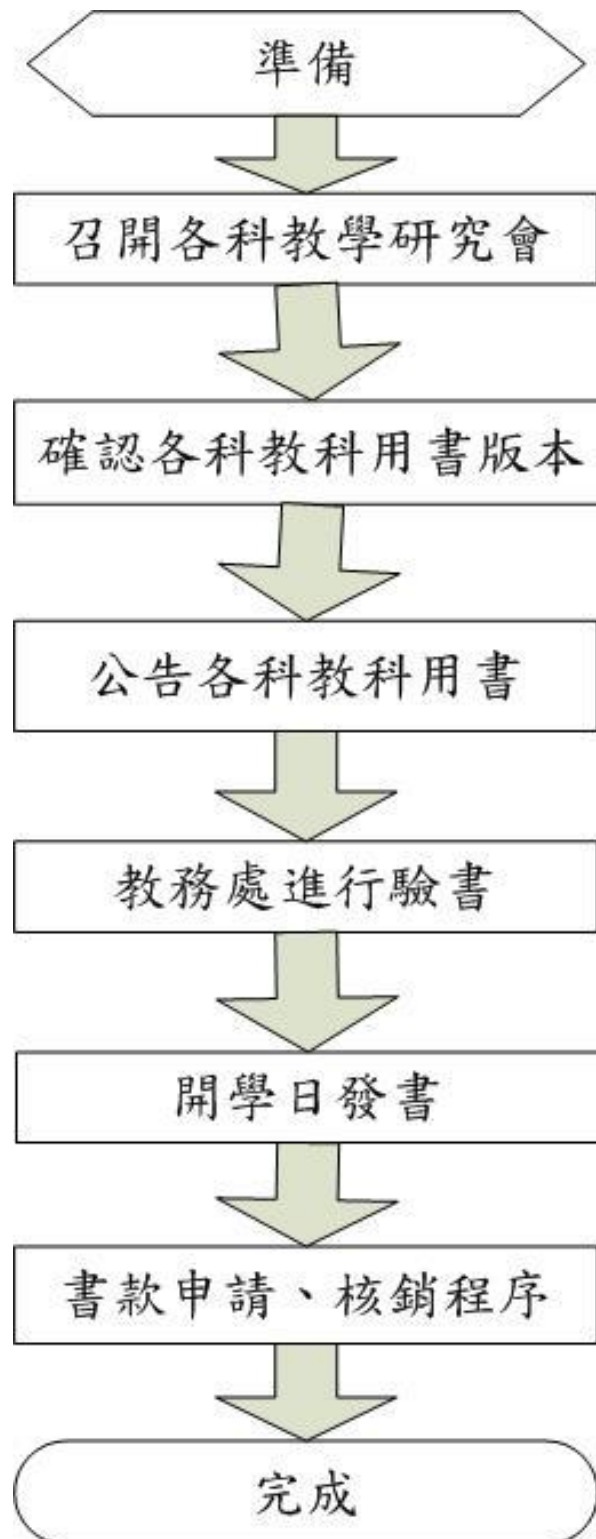 準備
召開各科教學研究會
確認各科教科用書版本
公告各科教科用書
教務處進行驗書
開學日發書
書款申請、核銷程序
完成